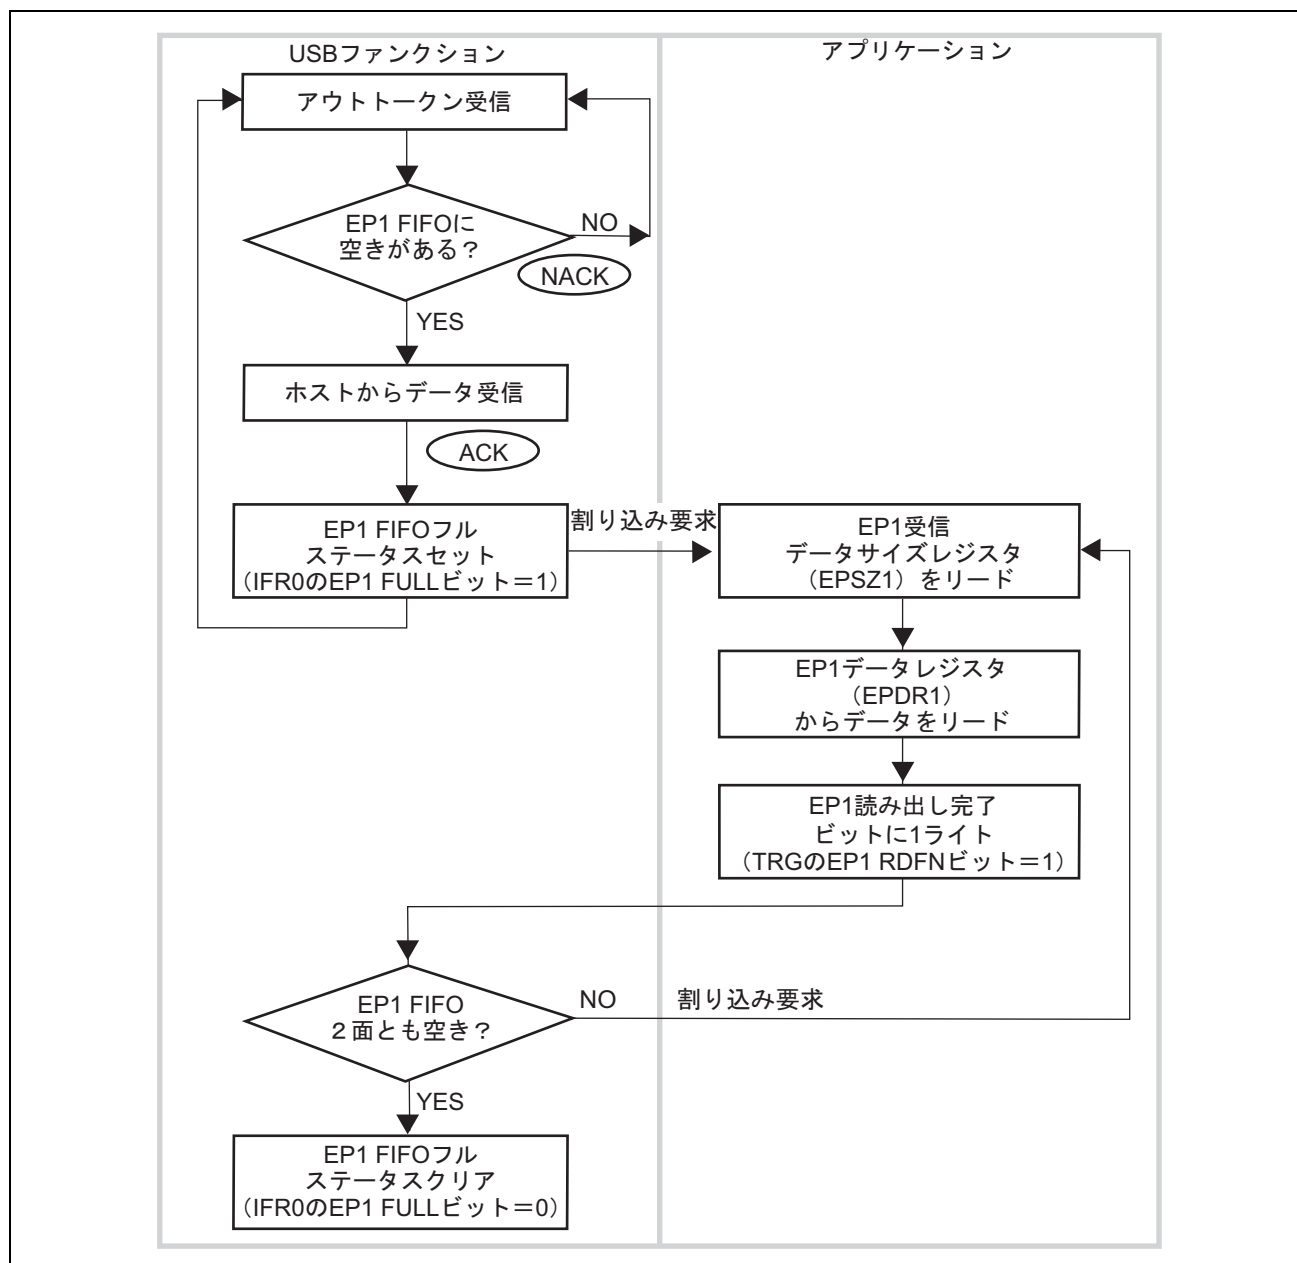 USBファンクション
アプリケーション
アウトトークン受信
EP1 FIFOに
空きがある？
NO
NACK
YES
ホストからデータ受信
ACK
EP1 FIFOフル
ステータスセット
（IFR0のEP1 FULLビット＝1）
割り込み要求
EP1受信
データサイズレジスタ
（EPSZ1）をリード
EP1データレジスタ
（EPDR1）
からデータをリード
EP1読み出し完了
ビットに1ライト
（TRGのEP1 RDFNビット＝1）
EP1 FIFO
２面とも空き？
NO
割り込み要求
YES
EP1 FIFOフル
ステータスクリア
（IFR0のEP1 FULLビット＝0）